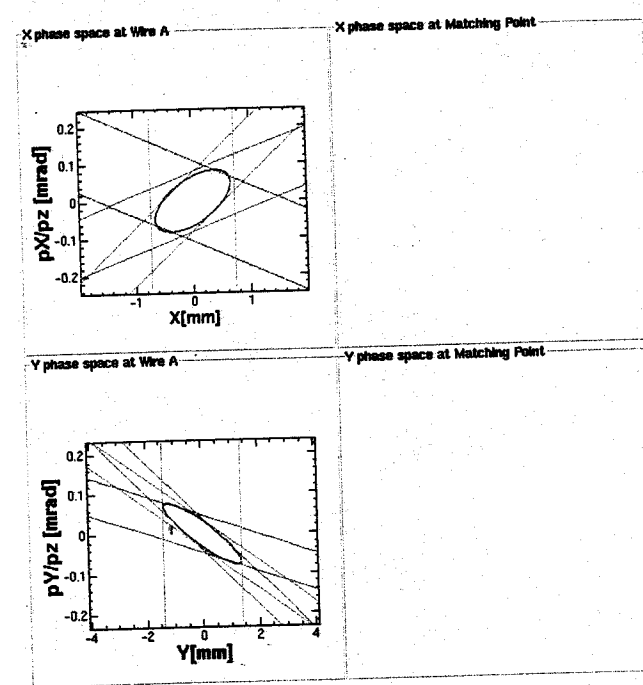 X phase space at Wire A
X phase space at Matching Point
0.2
0.1
0
-0.1
-0.2
pX/pz [mrad]
-1 0 1
X[mm]
Y phase space at Wire A
Y phase space at Matching Point
0.2
0.1
0
-0.1
-0.2
pY/pz [mrad]
-4 -2 0 2 4
Y[mm]